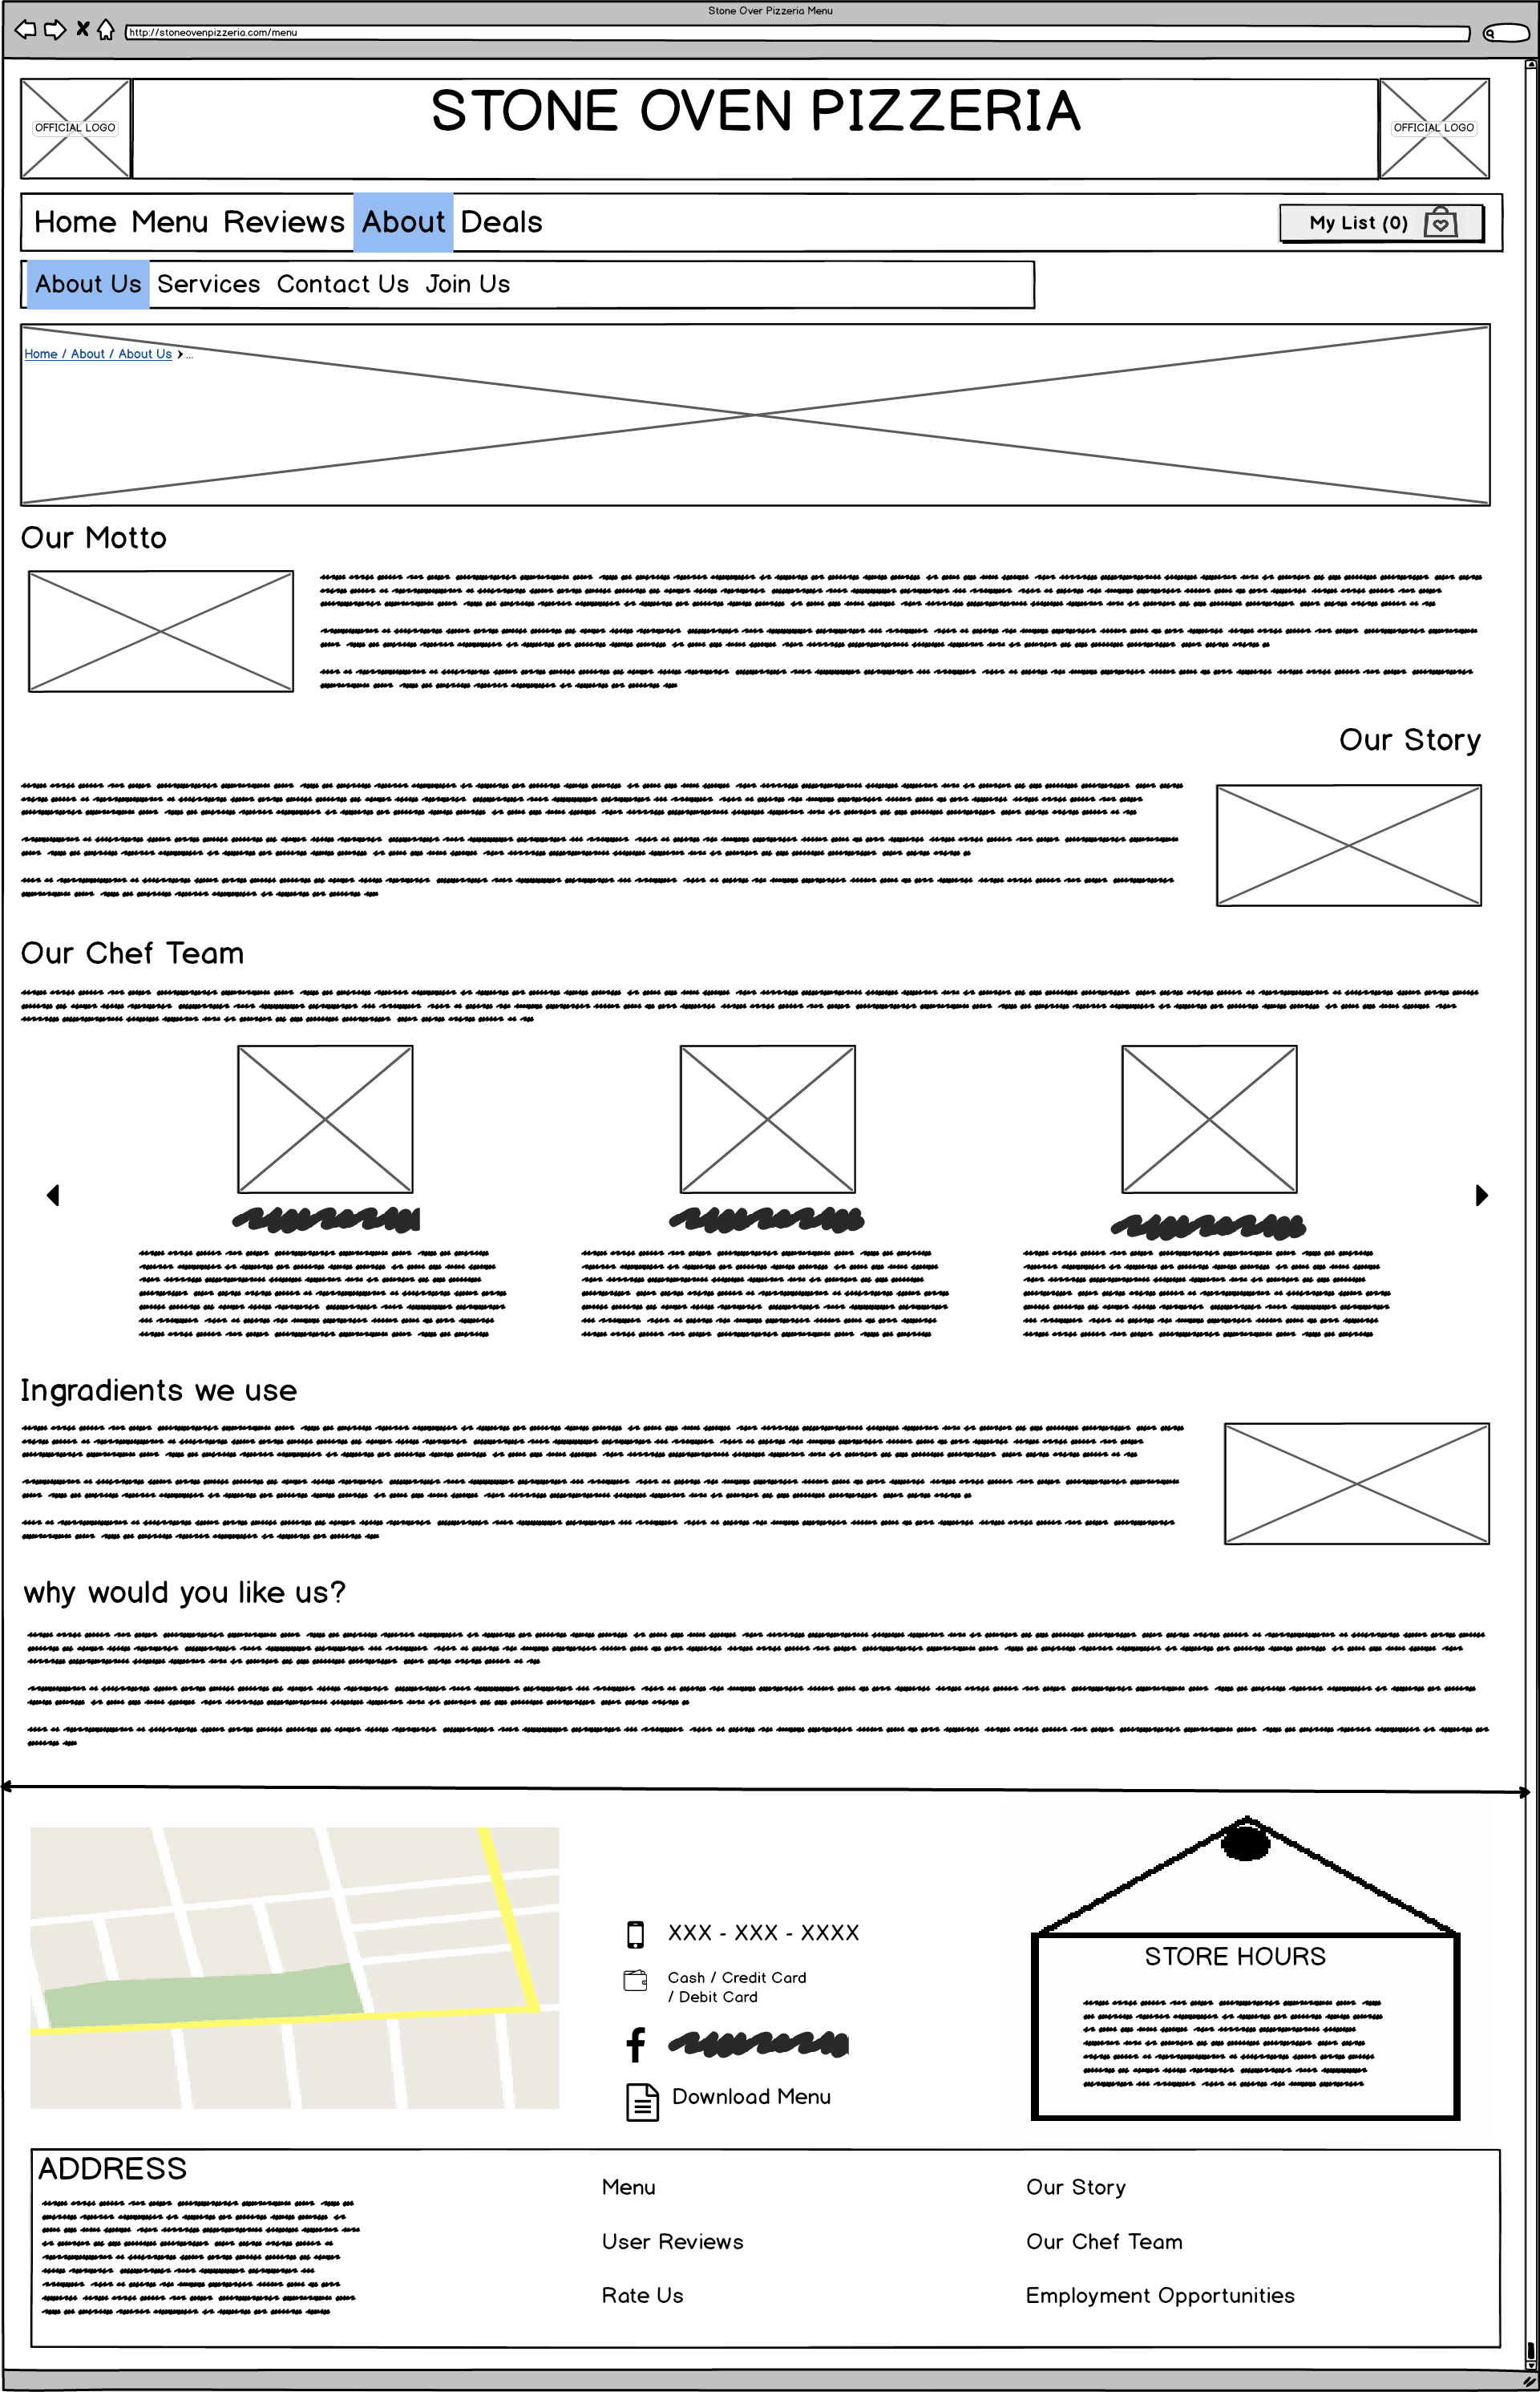 Stone Over Pizzeria Menu
http://stoneovenpizzeria.com/menu
OFFICIAL LOGO
STONE OVEN PIZZERIA
OFFICIAL LOGO
Home Menu Reviews About Deals
My List (0)
About Us Services Contact Us Join Us
Home / About / About Us ...
Our Motto
Our Story
Our Chef Team
Ingradients we use
why would you like us?
XXX - XXX - XXXX
Cash / Credit Card
/ Debit Card
Download Menu
STORE HOURS
ADDRESS
Menu
User Reviews
Rate Us
Our Story
Our Chef Team
Employment Opportunities